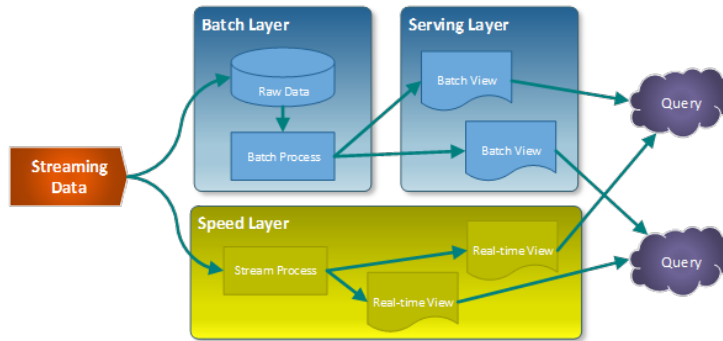 Batch Layer
Serving Layer
Raw Data
Batch View
Query
Batch Process
Batch View
Streaming
Data
Speed Layer
Real-time View
Query
Stream Process
Real-time View